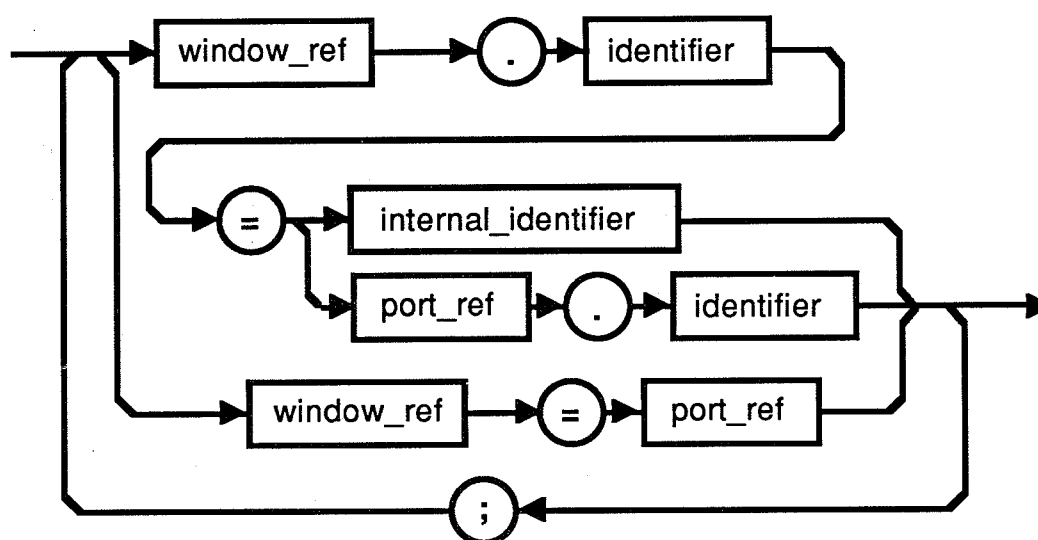 window_ref . identifier
= internal_identifier
port_ref . identifier
window_ref = port_ref
;